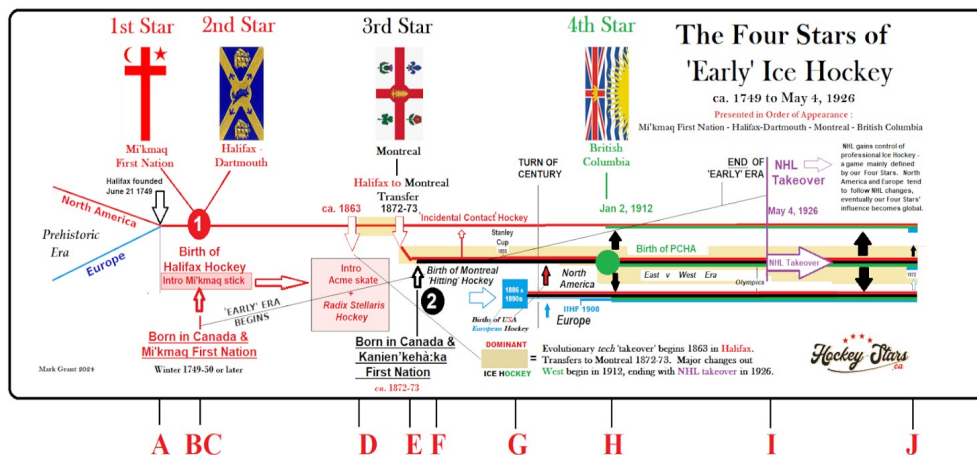 1st Star
2nd Star
3rd Star
4th Star
The Four Stars of
'Early' Ice Hockey
ca. 1749 to May 4, 1926
Presented in Order of Appearance :
Mi'kmaq First Nation - Halifax-Dartmouth - Montreal - British Columbia
Mi'kmaq
First Nation
Halifax -
Dartmouth
Montreal
British
Columbia
Halifax founded
June 21 1749
North America
Prehistoric
Era
Europe
1
ca. 1863
Halifax to Montreal
Transfer
1872-73
'Incidental Contact' Hockey
Stanley
Cup
TURN OF
CENTURY
Jan 2, 1912
END OF
'EARLY' ERA
NHL
Takeover
May 4, 1926
NHL gains control of
professional Ice Hockey -
a game mainly defined
by our Four Stars. North
America and Europe tend
to follow NHL changes,
eventually our Four Stars'
influence becomes global.
Birth of
Halifax Hockey
Intro Mi'kmaq stick
'EARLY' ERA
BEGINS
Born in Canada &
Mi'kmaq First Nation
Winter 1749-50 or later
Intro
Acme skate
+
Radix Stellaris
Hockey
Birth of Montreal
'Hitting' Hockey
2
Born in Canada &
Kanien'kehà:ka
First Nation
ca. 1872-73
1886 &
1890s
Births of USA
European Hockey
North
America
IIHF 1908
Europe
Birth of PCHA
East v West Era
NHL Takeover
Olympics
1972
DOMINANT
ICE HOCKEY
=
Evolutionary tech 'takeover' begins 1863 in Halifax.
Transfers to Montreal 1872-73. Major changes out
West begin in 1912, ending with NHL takeover in 1926.
Hockey-Stars
.ca
Mark Grant 2024
A BC D E F G H I J